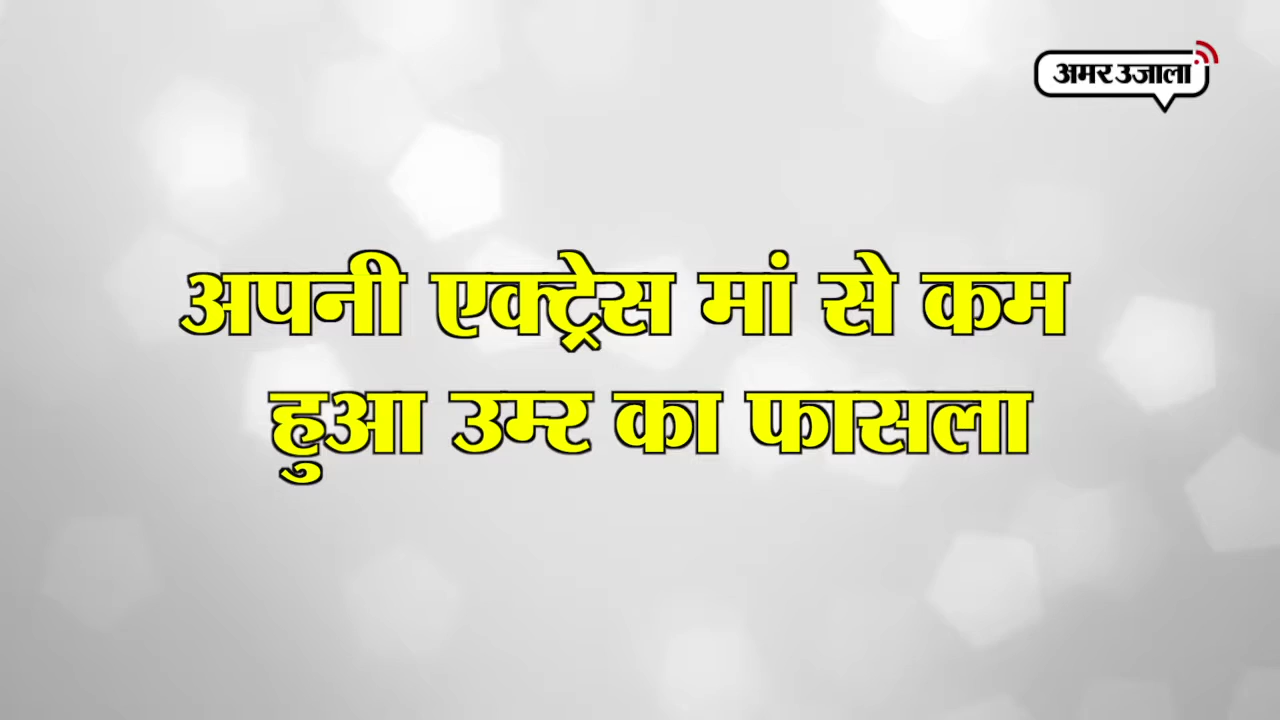 अमर उजाला
अपनी एक्ट्रेस मां से कम
हुआ उम्र का फासला